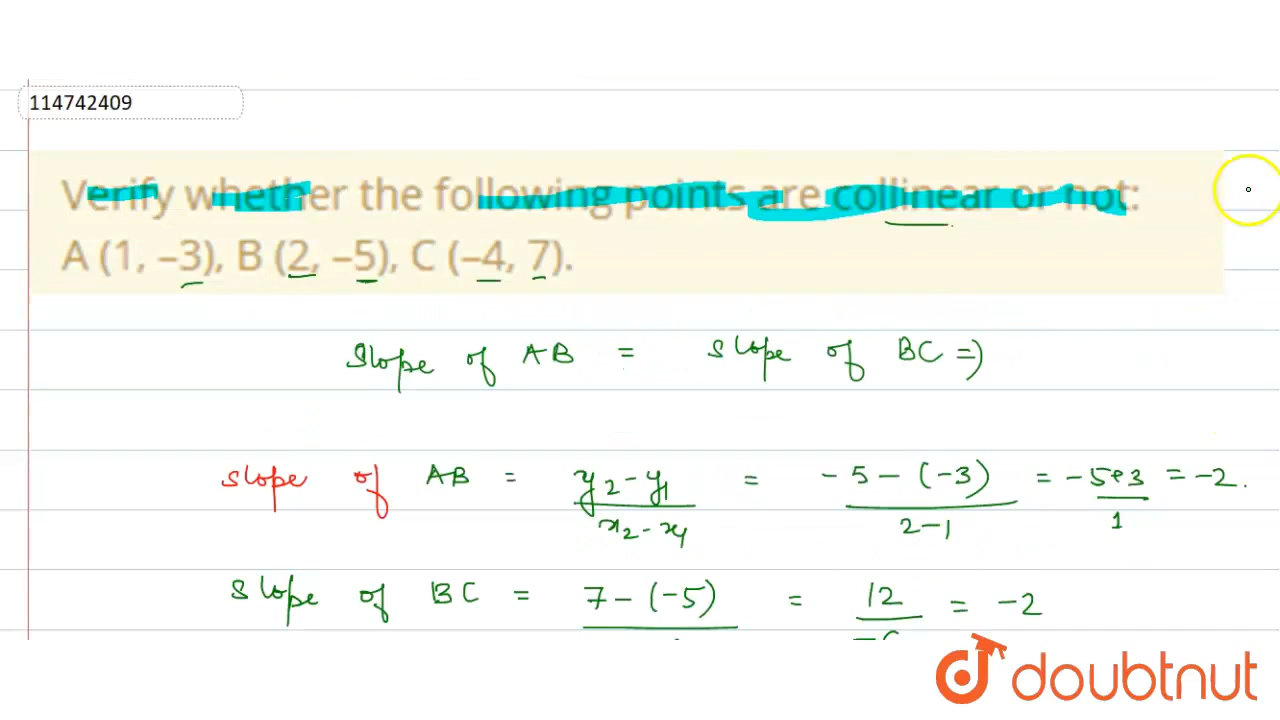 114742409
Verify whether the following points are collinear or not:
A (1, –3), B (2, –5), C (–4, 7).
Slope of AB = slope of BC =)
slope of AB = y2 - y1 / x2 - x1 = -5-(-3) / 2-1 = -5+3 / 1 = -2.
slope of BC = 7-(-5) = 12 = -2
doubtnut